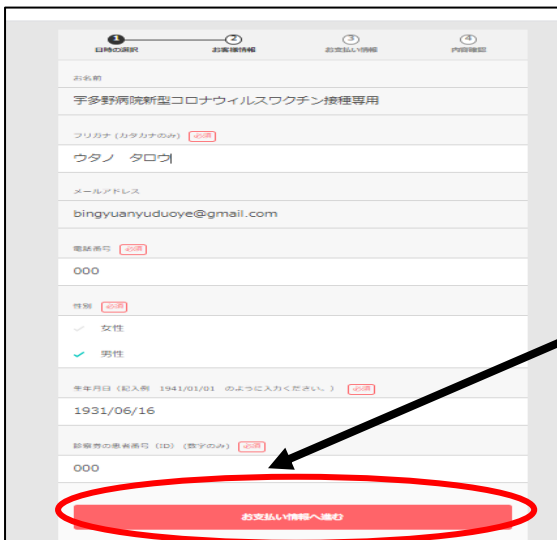 1 2 3 4
日時の選択 お客様情報 お支払い情報 内容確認
お名前
宇多野病院新型コロナウィルスワクチン接種専用
フリガナ (カタカナのみ) 必須
ウタノ　タロウ
メールアドレス
bingyuanyuduoye@gmail.com
電話番号 必須
000
性別 必須
女性
男性
生年月日（記入例　1941/01/01　のように入力ください。） 必須
1931/06/16
診察券の患者番号（ID）(数字のみ) 必須
000
お支払い情報へ進む